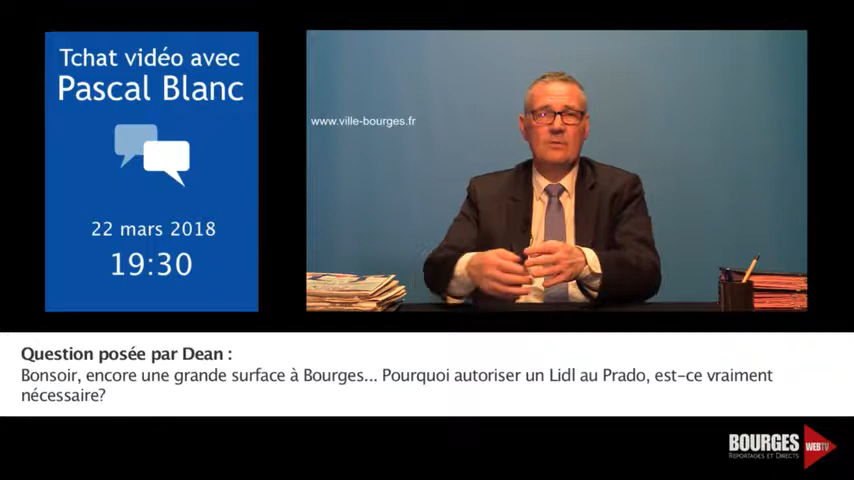 Tchat vidéo avec
Pascal Blanc
22 mars 2018
19:30
www.ville-bourges.fr
Question posée par Dean :
Bonsoir, encore une grande surface à Bourges... Pourquoi autoriser un Lidl au Prado, est-ce vraiment
nécessaire?
BOURGES
REPORTAGES ET DIRECTS
WEBTV